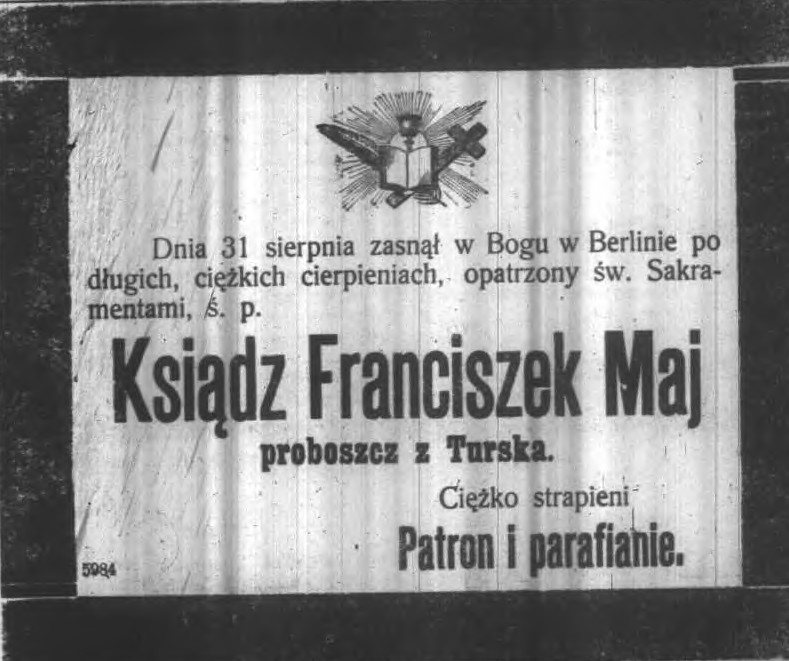 Dnia 31 sierpnia zasnął w Bogu w Berlinie po
długich, ciężkich cierpieniach, opatrzony św. Sakra-
mentami, ś. p.
Ksiądz Franciszek Maj
proboszcz z Turska.
Ciężko strapieni
Patron i parafianie.
5984